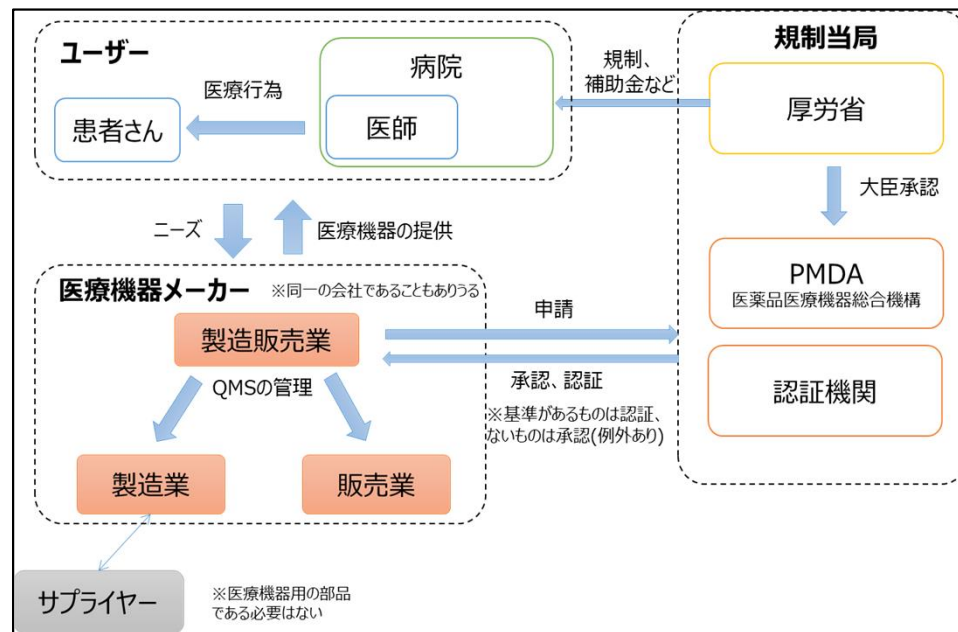 ユーザー
病院
医療行為
患者さん
医師
規制、
補助金など
規制当局
厚労省
大臣承認
PMDA
医薬品医療機器総合機構
認証機関
ニーズ
医療機器の提供
医療機器メーカー
※同一の会社であることもありうる
製造販売業
QMSの管理
製造業
販売業
申請
承認、認証
※基準があるものは認証、
ないものは承認(例外あり)
サプライヤー
※医療機器用の部品
である必要はない